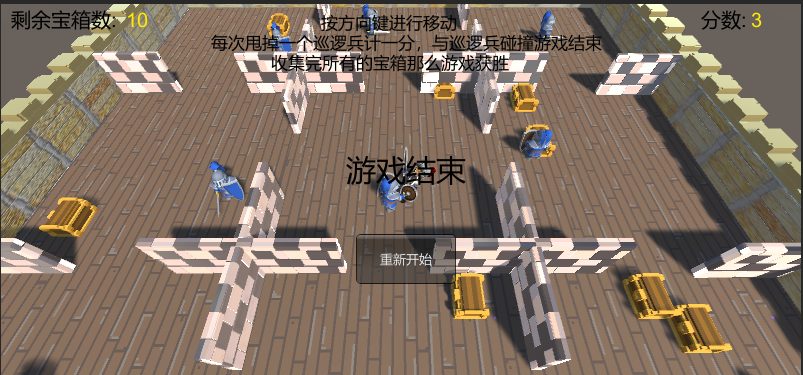 剩余宝箱数: 10
按方向键进行移动
分数: 3
每次甩掉一个巡逻兵计一分，与巡逻兵碰撞游戏结束
收集完所有的宝箱那么游戏获胜
游戏结束
重新开始